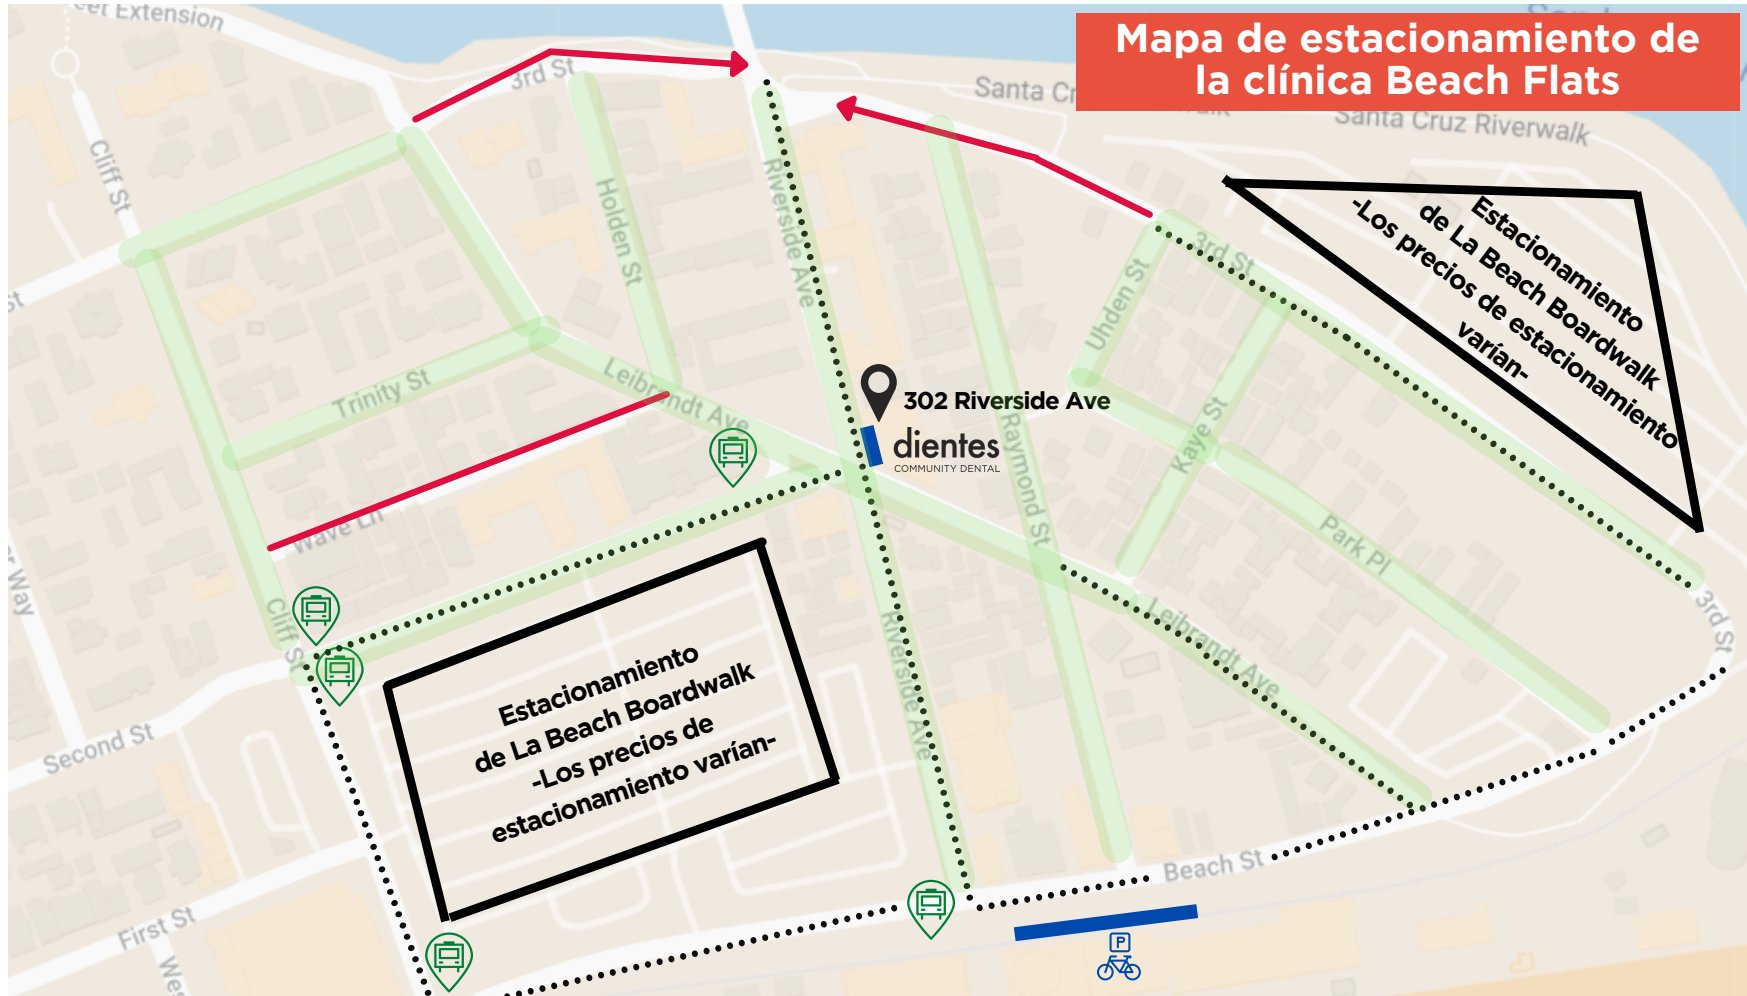 Mapa de estacionamiento de
la clínica Beach Flats
Extension
3rd St
Santa Cruz Riverwalk
Cliff St
Holden St
Riverside Ave
3rd St
Uhden St
Estacionamiento
de La Beach Boardwalk
-Los precios de estacionamiento
varían-
St
Trinity St
Leibrandt Ave
302 Riverside Ave
dientes
COMMUNITY DENTAL
Raymond St
Kaye St
Wave Ln
Park Pl
Way
Cliff St
Riverside Ave
Leibrandt Ave
3rd St
Second St
Estacionamiento
de La Beach Boardwalk
-Los precios de
estacionamiento varían-
Beach St
First St
P